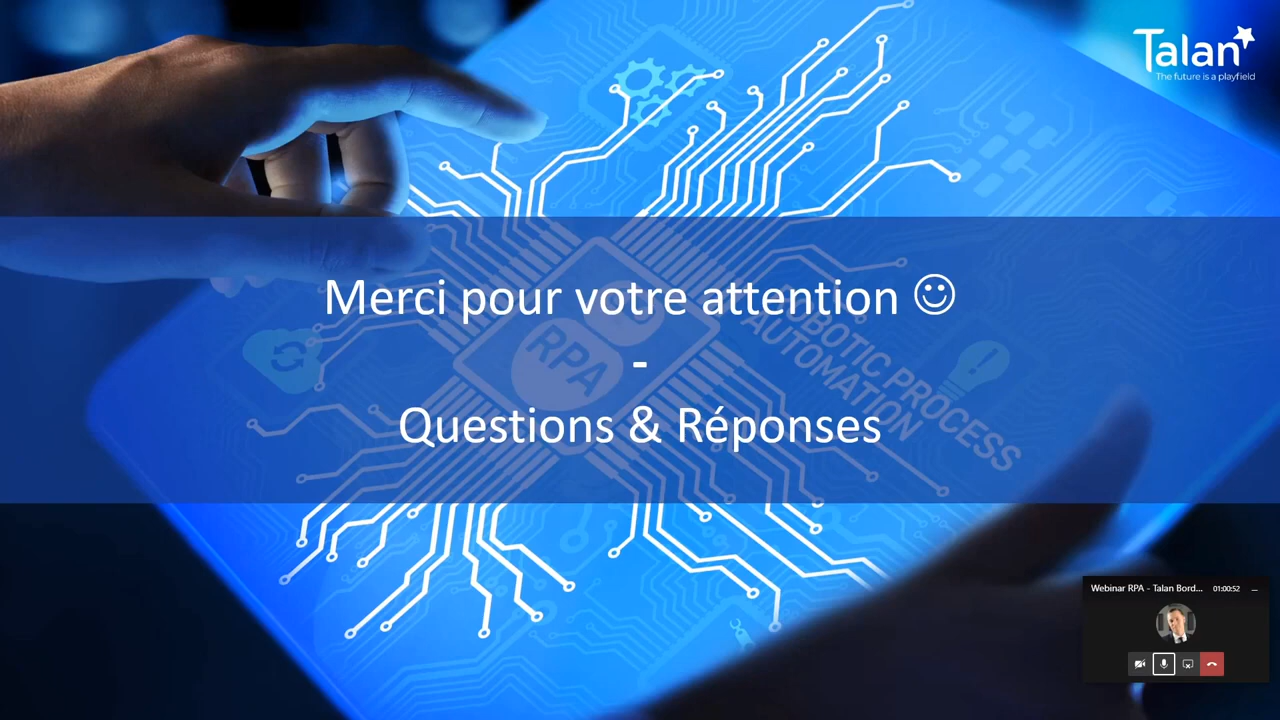 Talan
The future is a playfield
Merci pour votre attention ☺
-
Questions & Réponses
RPA
ROBOTIC PROCESS
AUTOMATION
Webinar RPA - Talan Bord...
01:00:52